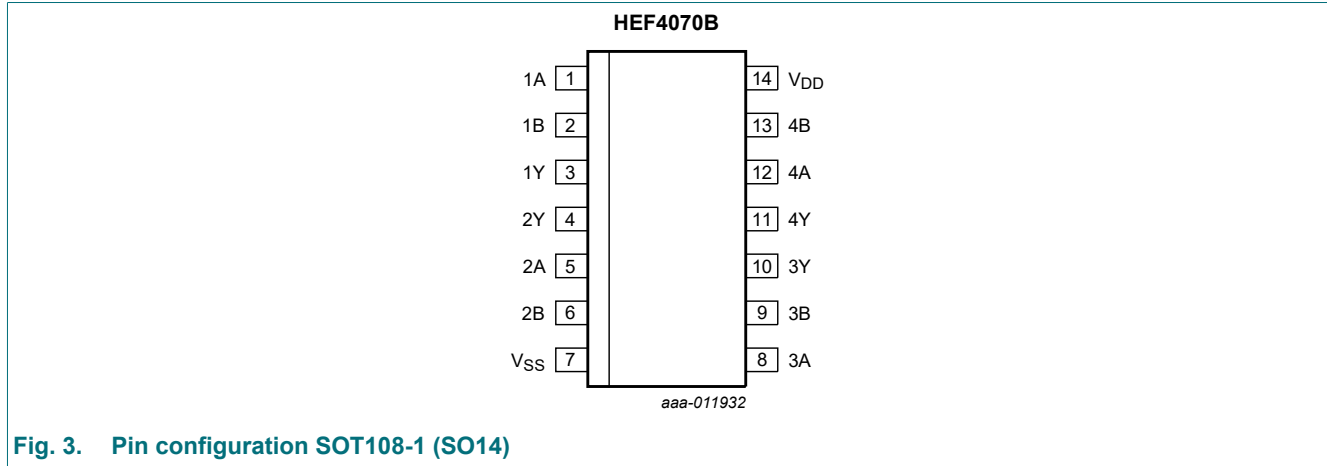 HEF4070B
1A 1 14 VDD
1B 2 13 4B
1Y 3 12 4A
2Y 4 11 4Y
2A 5 10 3Y
2B 6 9 3B
VSS 7 8 3A
aaa-011932
Fig. 3. Pin configuration SOT108-1 (SO14)